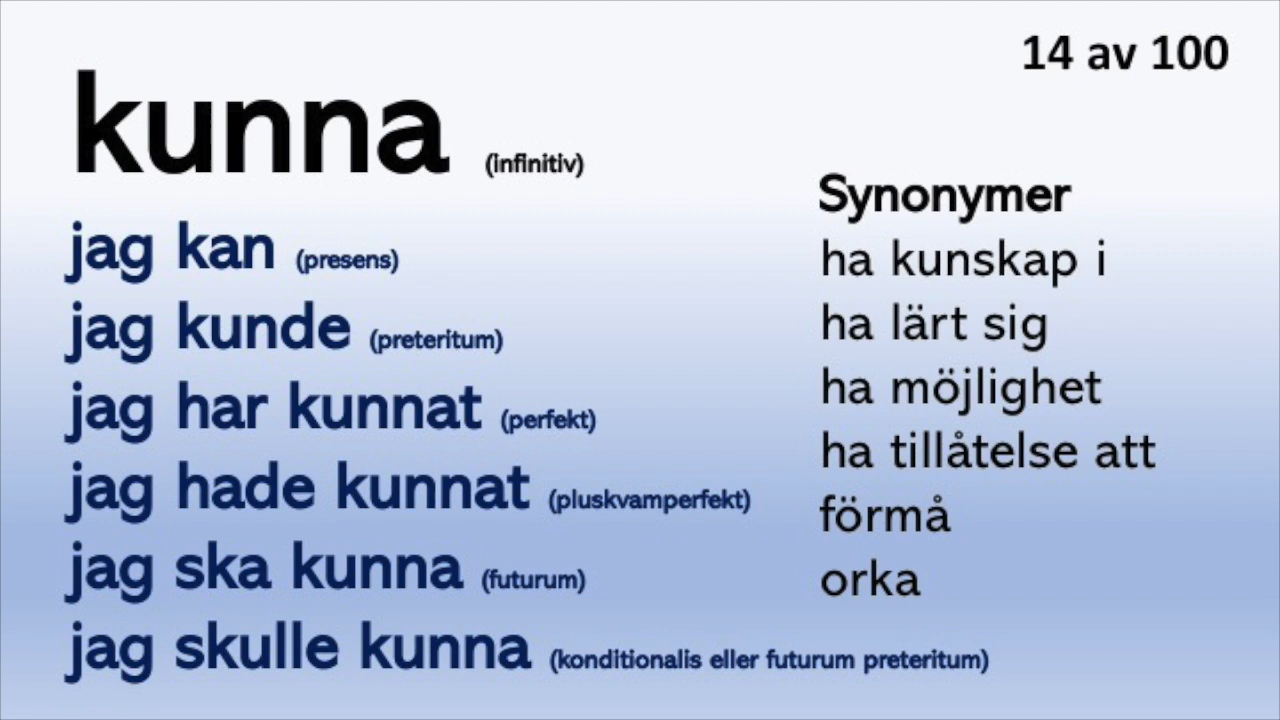 14 av 100
kunna (infinitiv)
jag kan (presens)
jag kunde (preteritum)
jag har kunnat (perfekt)
jag hade kunnat (pluskvamperfekt)
jag ska kunna (futurum)
jag skulle kunna (konditionalis eller futurum preteritum)
Synonymer
ha kunskap i
ha lärt sig
ha möjlighet
ha tillåtelse att
förmå
orka